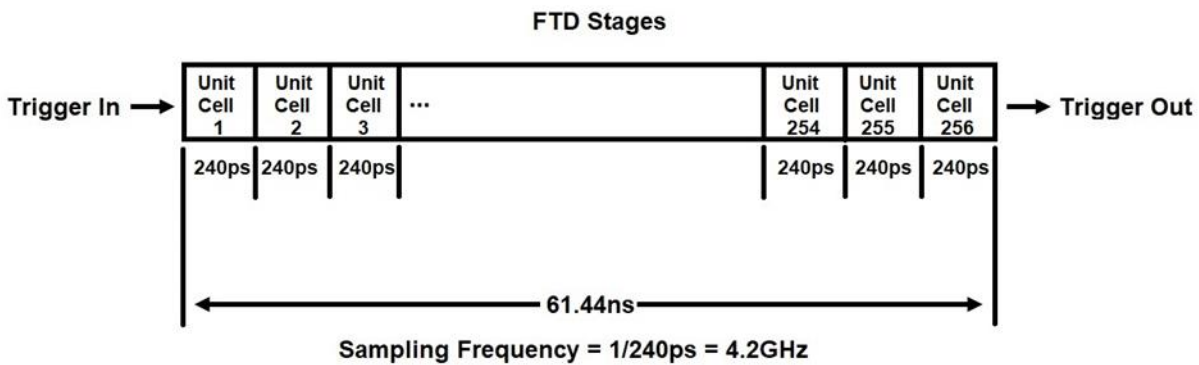 FTD Stages
Unit Unit Unit Unit Unit Unit
Trigger In Cell Cell Cell ... Cell Cell Cell Trigger Out
1 2 3 254 255 256
240ps 240ps 240ps 240ps 240ps 240ps
61.44ns
Sampling Frequency = 1/240ps = 4.2GHz